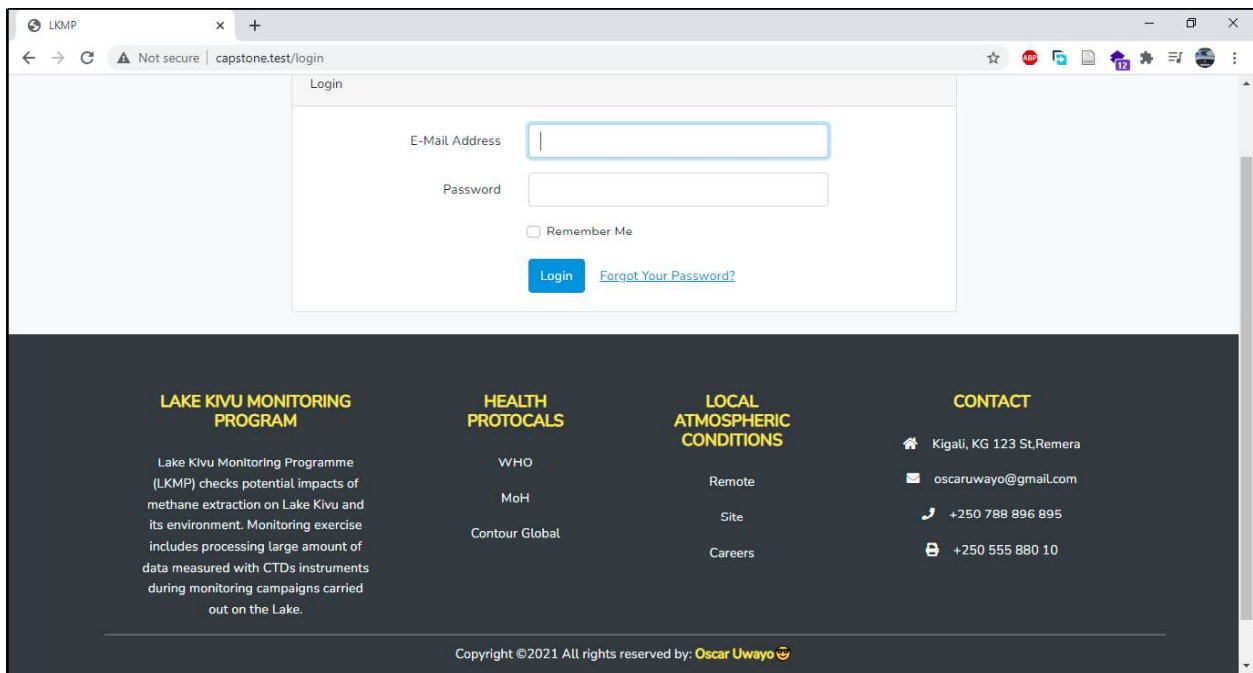 LKMP
Not secure | capstone.test/login
ABP
12
Login
E-Mail Address
Password
Remember Me
Login Forgot Your Password?
LAKE KIVU MONITORING
PROGRAM
Lake Kivu Monitoring Programme
(LKMP) checks potential impacts of
methane extraction on Lake Kivu and
its environment. Monitoring exercise
includes processing large amount of
data measured with CTDs instruments
during monitoring campaigns carried
out on the Lake.
HEALTH
PROTOCALS
WHO
MoH
Contour Global
LOCAL
ATMOSPHERIC
CONDITIONS
Remote
Site
Careers
CONTACT
Kigali, KG 123 St,Remera
oscaruwayo@gmail.com
+250 788 896 895
+250 555 880 10
Copyright ©2021 All rights reserved by: Oscar Uwayo😎